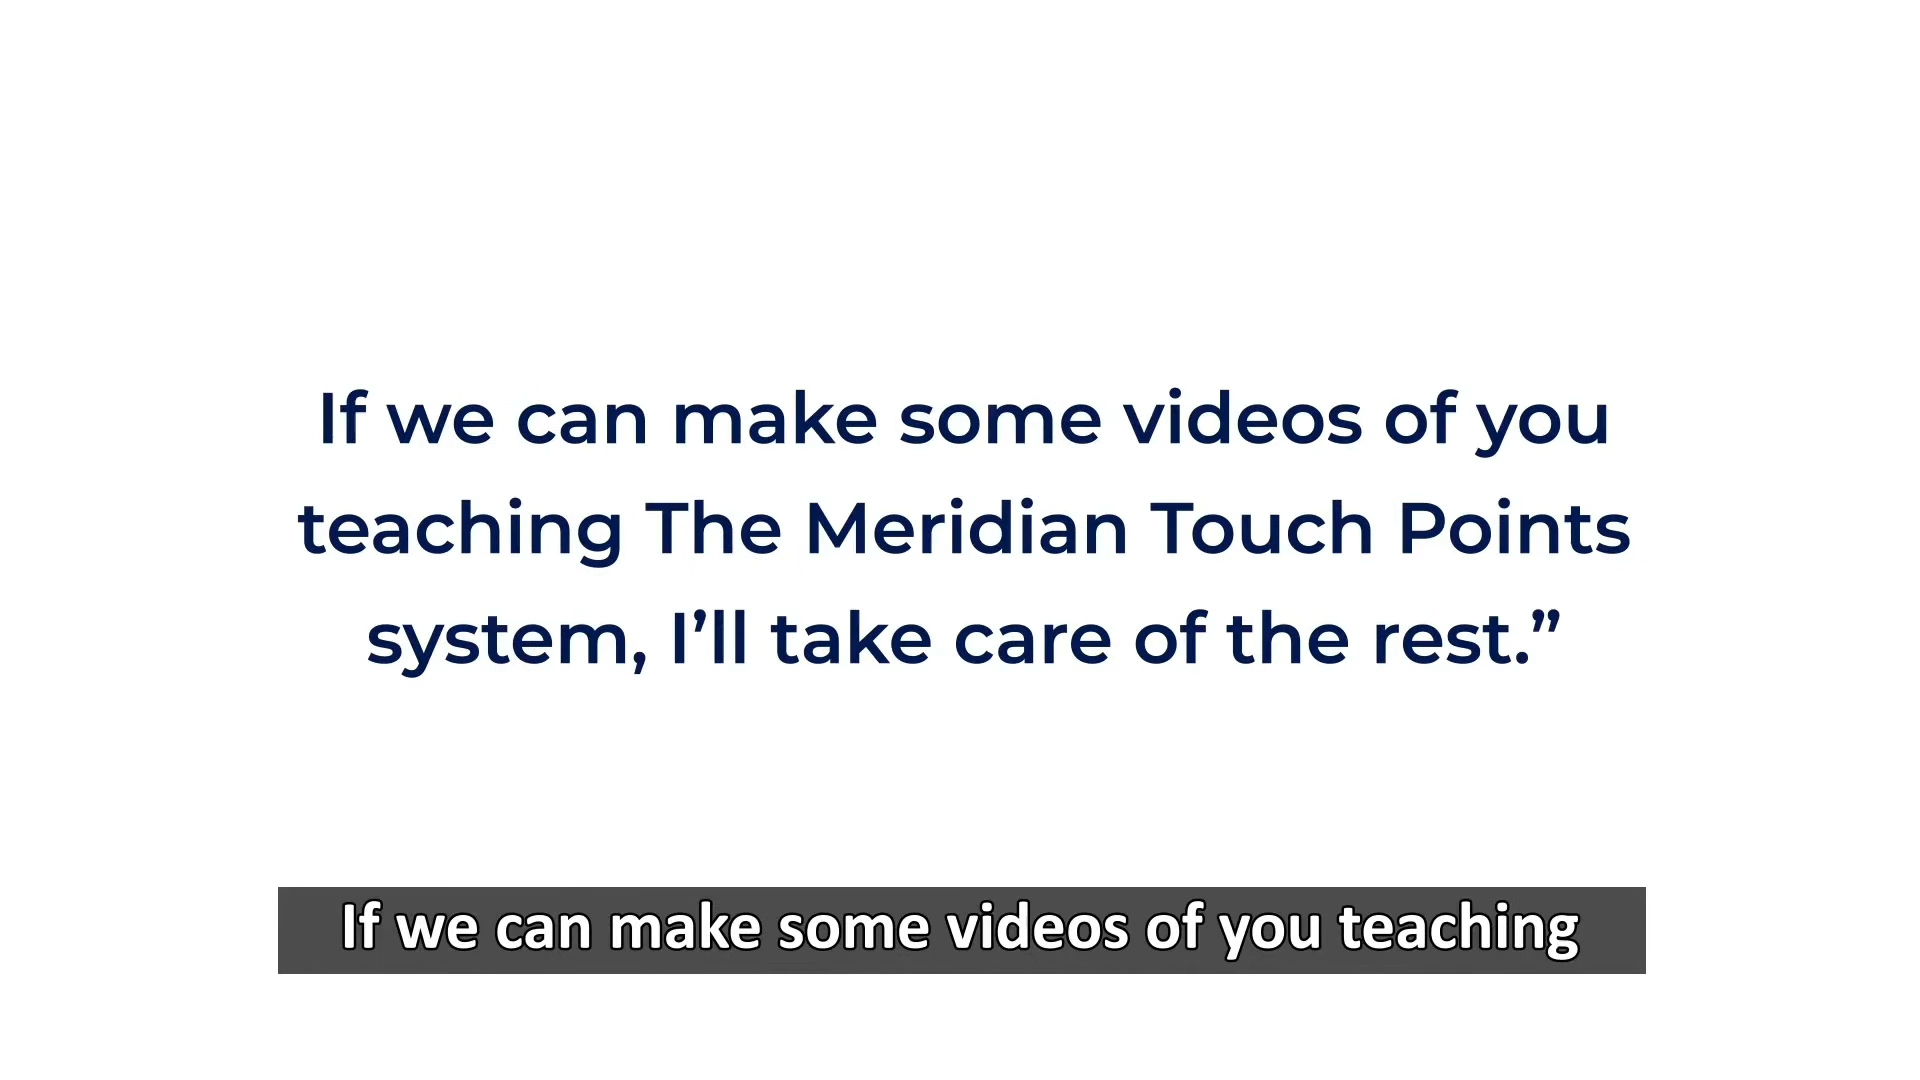 If we can make some videos of you
teaching The Meridian Touch Points
system, I’ll take care of the rest.”
If we can make some videos of you teaching